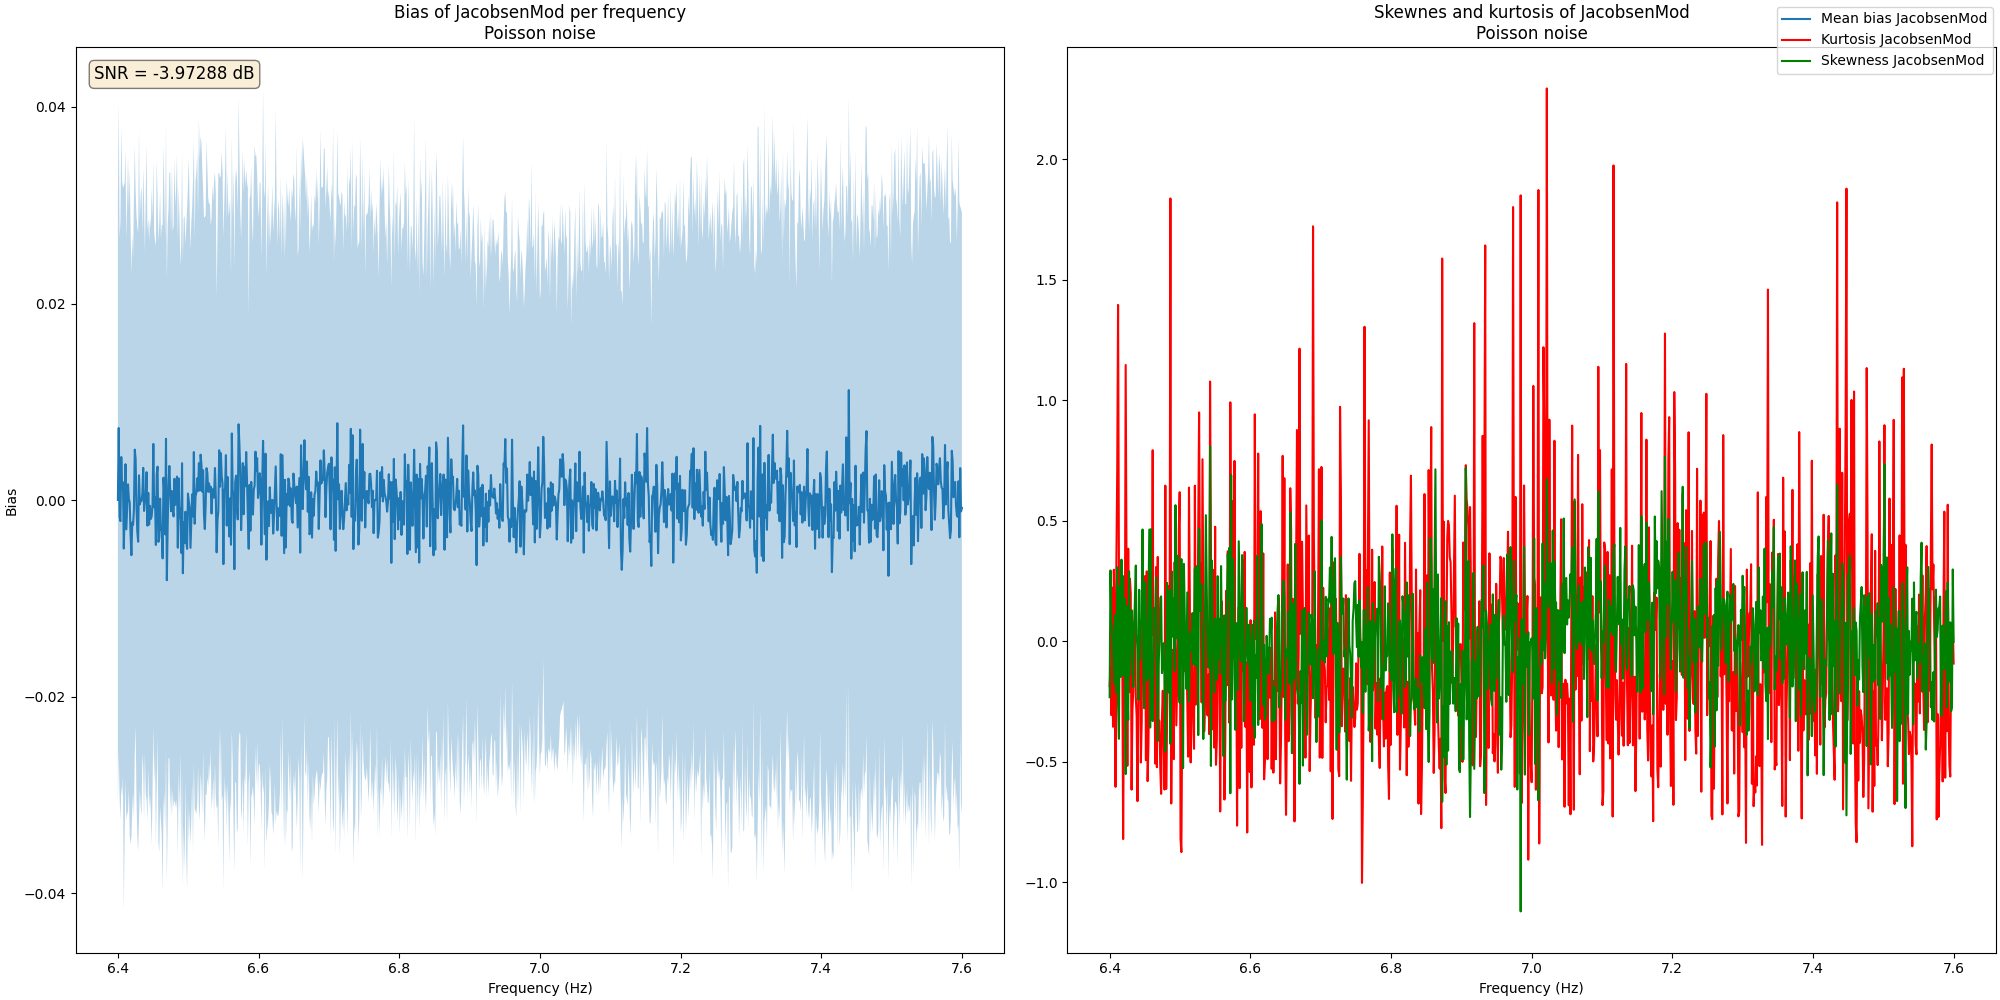 Bias of JacobsenMod per frequency
Poisson noise
SNR = -3.97288 dB
0.04
0.02
0.00
−0.02
−0.04
Bias
6.4 6.6 6.8 7.0 7.2 7.4 7.6
Frequency (Hz)
Skewnes and kurtosis of JacobsenMod
Poisson noise
Mean bias JacobsenMod
Kurtosis JacobsenMod
Skewness JacobsenMod
2.0
1.5
1.0
0.5
0.0
−0.5
−1.0
6.4 6.6 6.8 7.0 7.2 7.4 7.6
Frequency (Hz)